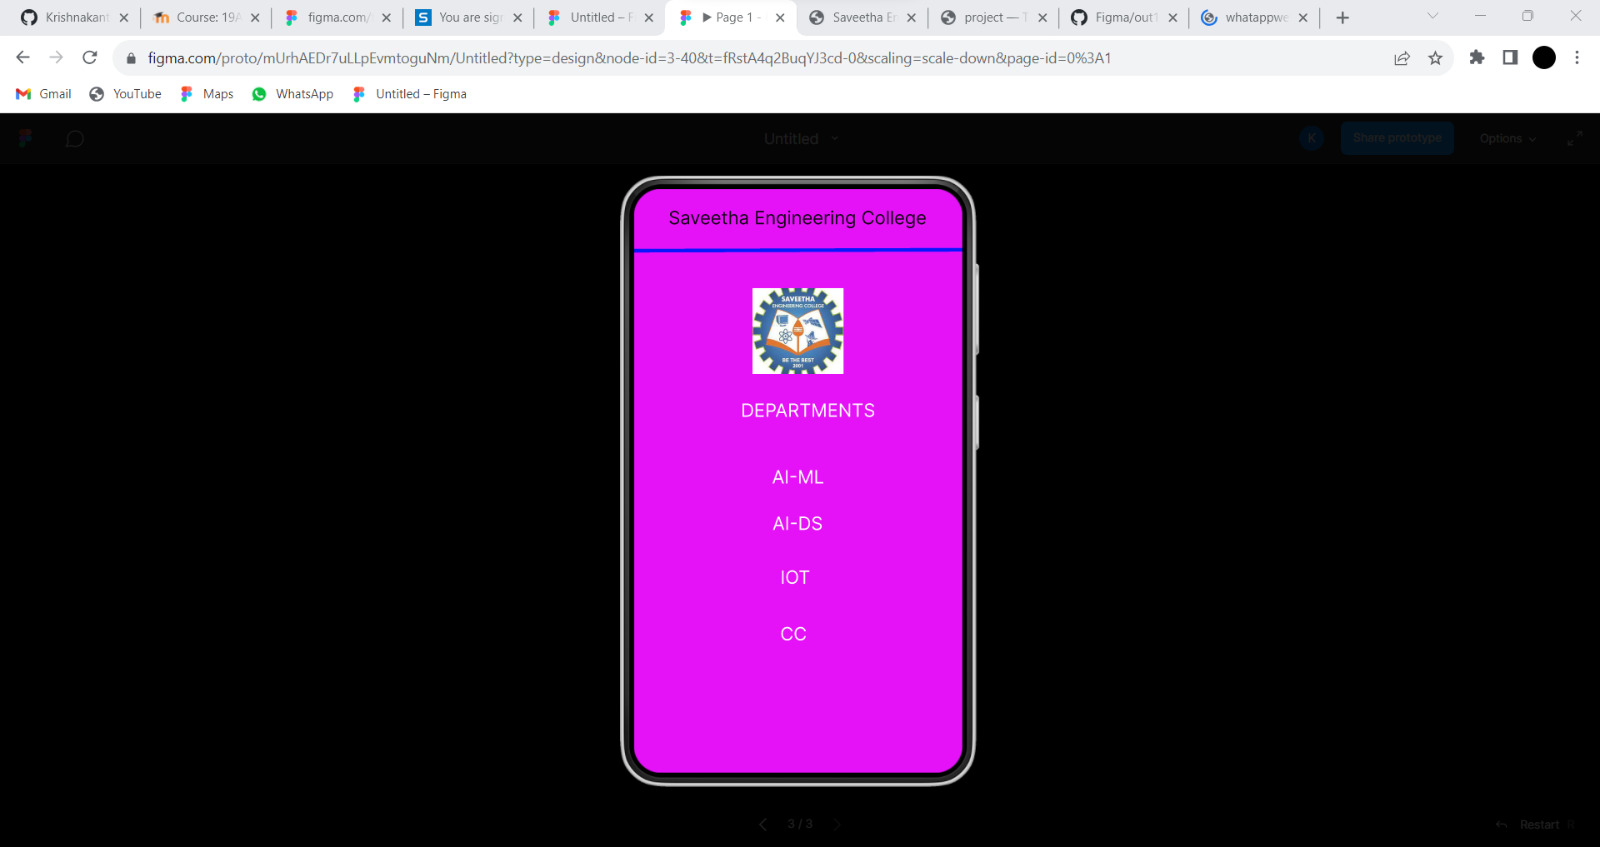 Krishnakant
Course: 19A
figma.com/
You are sig
Untitled – F
Page 1 -
Saveetha En
project — T
Figma/out1
whatappwe
figma.com/proto/mUrhAEDr7uLLpEvmtoguNm/Untitled?type=design&node-id=3-40&t=fRstA4q2BuqYJ3cd-0&scaling=scale-down&page-id=0%3A1
Gmail
YouTube
Maps
WhatsApp
Untitled – Figma
Untitled
K
Share prototype
Options
Saveetha Engineering College
SAVEETHA
ENGINEERING COLLEGE
BE THE BEST
2001
DEPARTMENTS
AI-ML
AI-DS
IOT
CC
3 / 3
Restart R